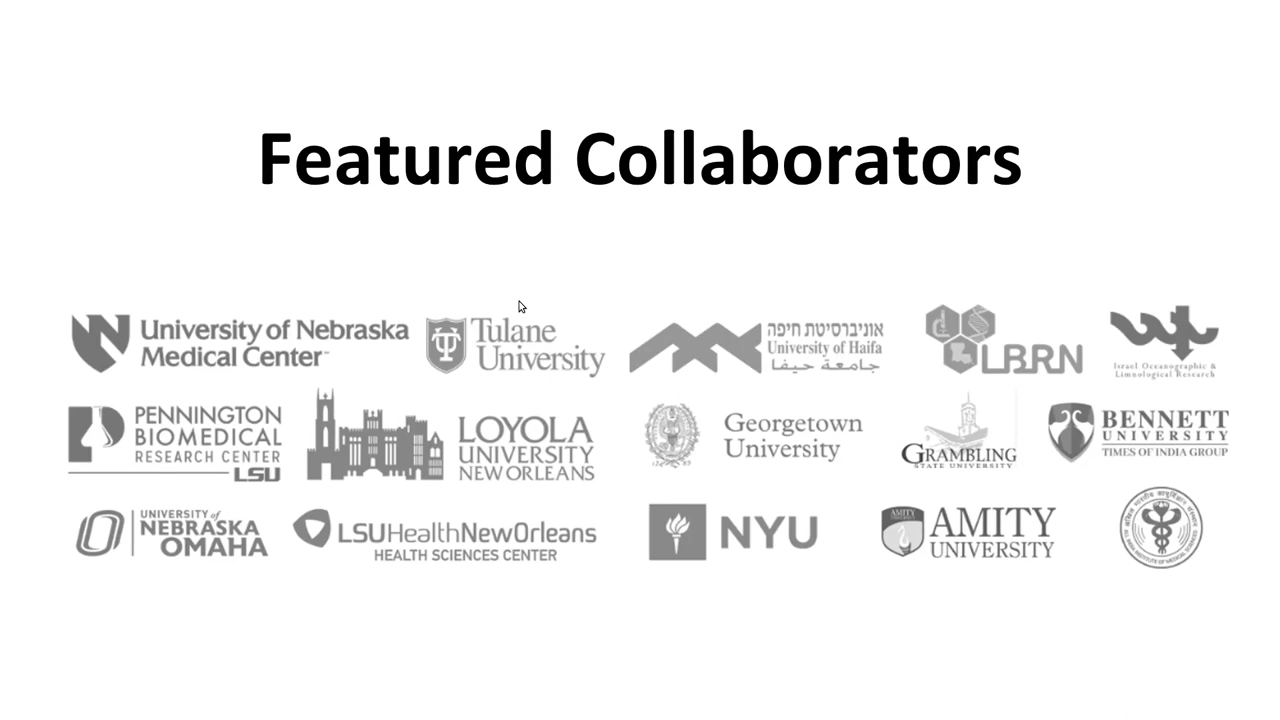 Featured Collaborators
University of Nebraska
Medical Center
Tulane
University
אוניברסיטת חיפה
University of Haifa
جامعة حيفا
LBRN
Israel Oceanographic &
Limnological Research
PENNINGTON
BIOMEDICAL
RESEARCH CENTER
LSU
LOYOLA
UNIVERSITY
NEW ORLEANS
Georgetown
University
GRAMBLING
STATE UNIVERSITY
BENNETT
UNIVERSITY
TIMES OF INDIA GROUP
UNIVERSITY of
NEBRASKA
OMAHA
LSUHealthNewOrleans
HEALTH SCIENCES CENTER
NYU
AMITY
UNIVERSITY
AMITY
UNIVERSITY